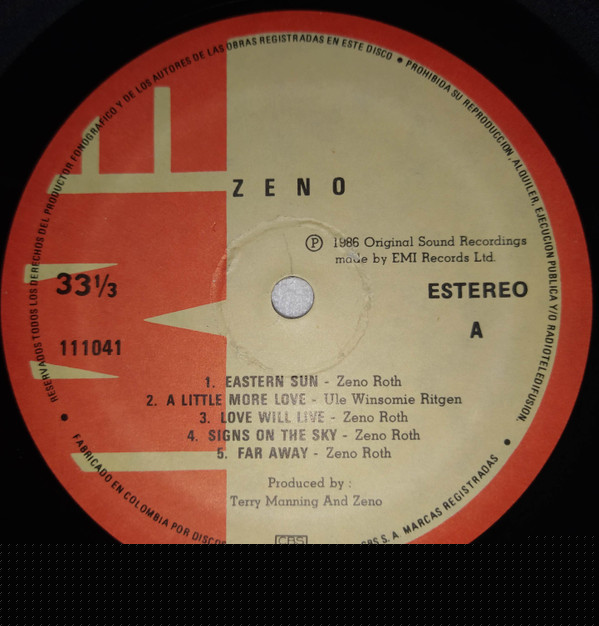 RESERVADOS TODOS LOS DERECHOS DEL PRODUCTOR FONOGRAFICO Y DE LOS AUTORES DE LAS OBRAS REGISTRADAS EN ESTE DISCO • PROHIBIDA SU REPRODUCCION, ALQUILER, EJECUCION PUBLICA Y/O RADIOTELEDIFUSION.
EMI
ZENO
℗ 1986 Original Sound Recordings
made by EMI Records Ltd.
33 1/3
ESTEREO
111041
A
1. EASTERN SUN - Zeno Roth
2. A LITTLE MORE LOVE - Ule Winsomie Ritgen
3. LOVE WILL LIVE - Zeno Roth
4. SIGNS ON THE SKY - Zeno Roth
5. FAR AWAY - Zeno Roth
Produced by :
Terry Manning And Zeno
CBS
• FABRICADO EN COLOMBIA POR DISCOS
CBS S. A. MARCAS REGISTRADAS •